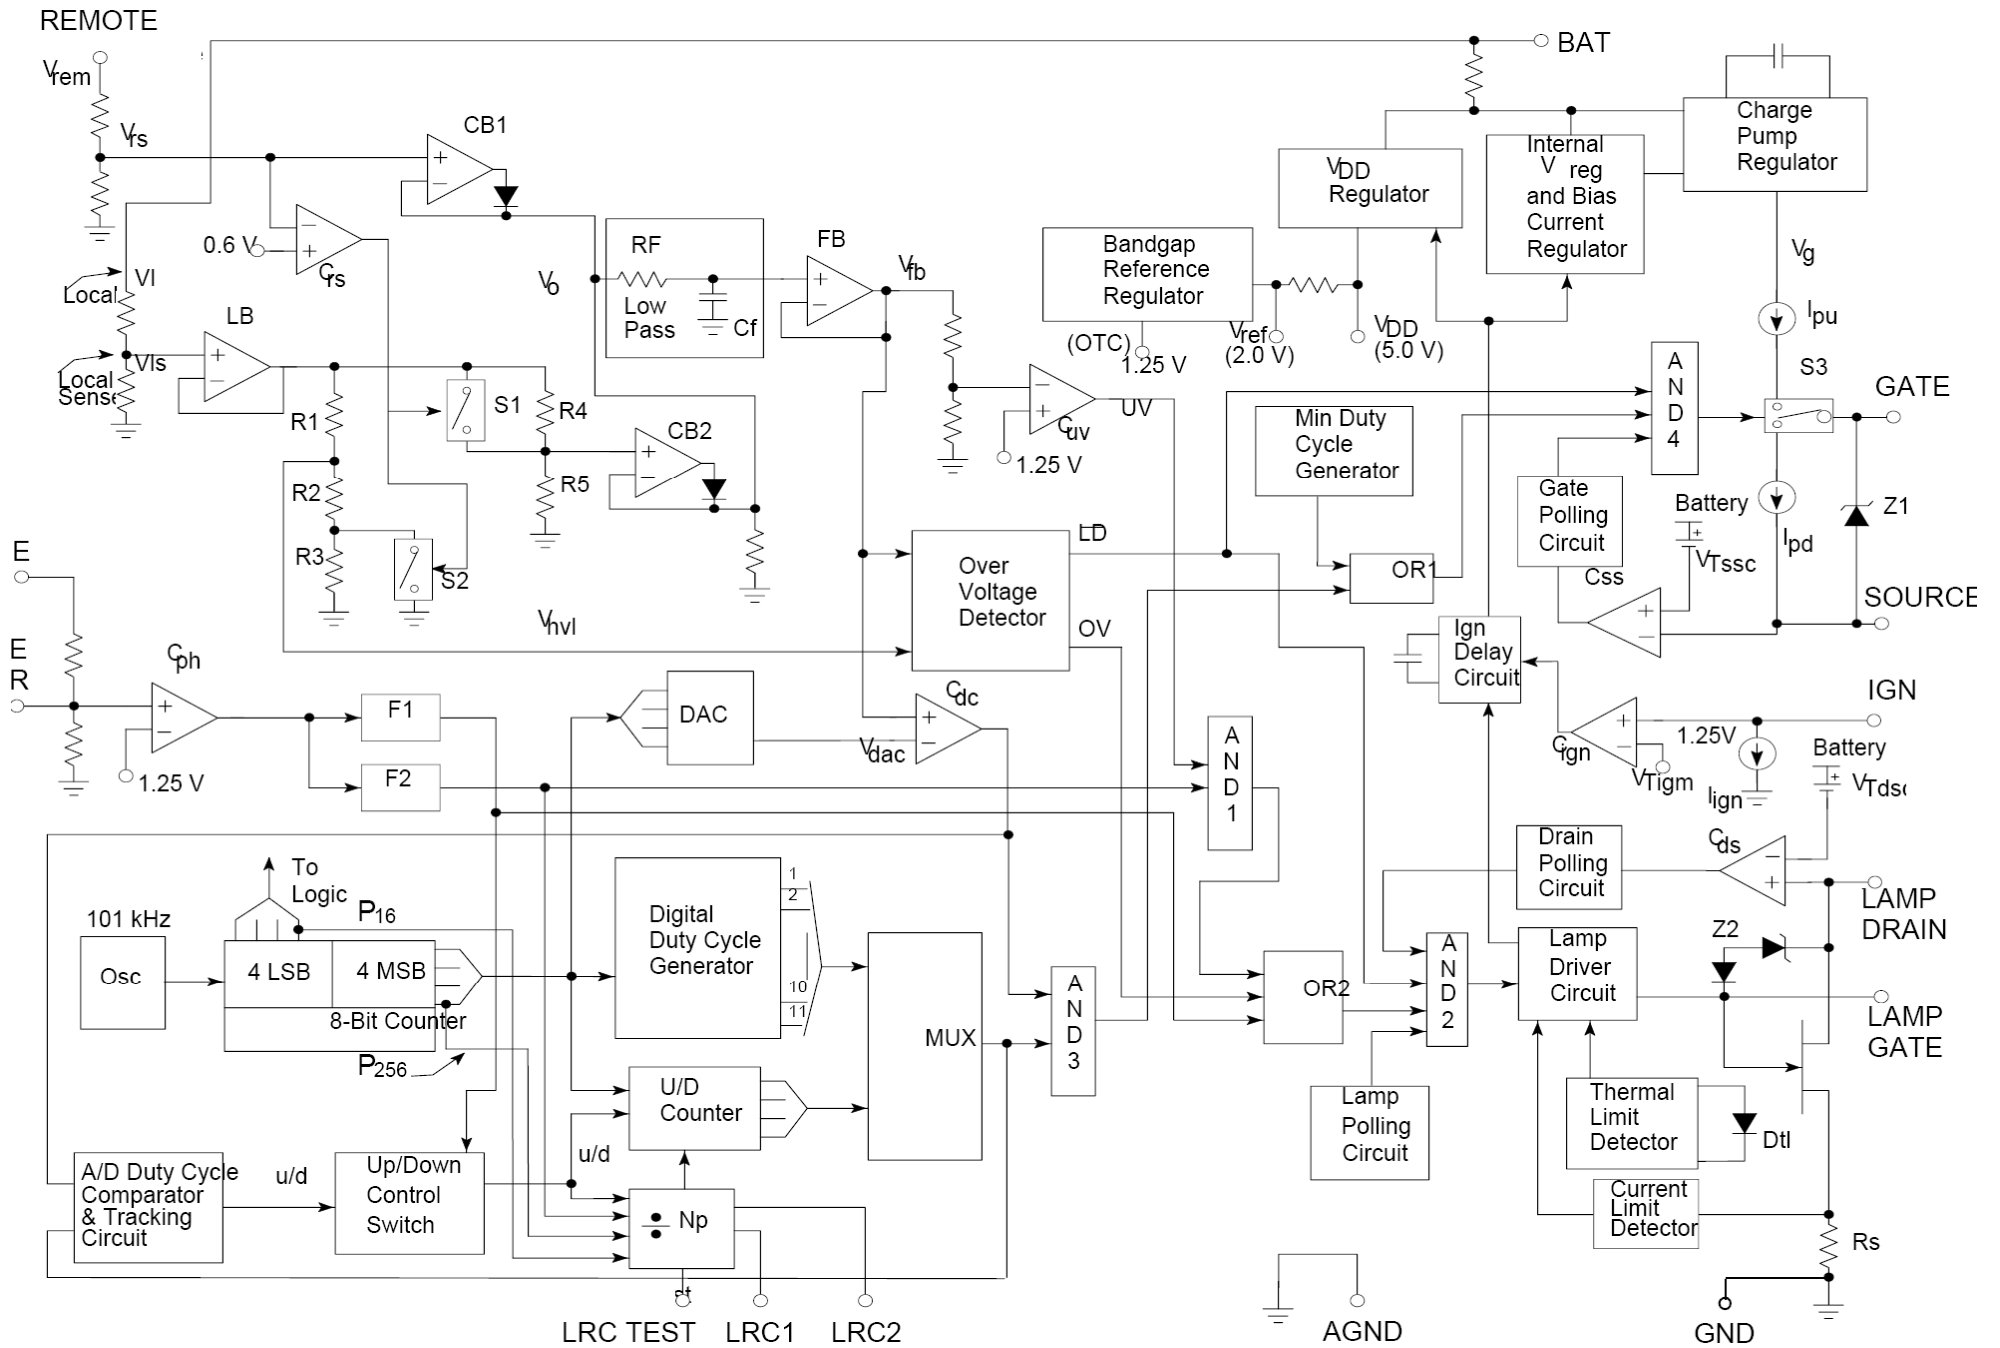 REMOTE
Vrem
Vrs
CB1
0.6 V
Crs
VI
Local
LB
VIs
Local
Sense
R1
R2
R3
S1
R4
CB2
R5
S2
Vo
RF
Low
Pass
Cf
FB
Vfb
BAT
Charge
Pump
Regulator
Internal
V reg
and Bias
Current
Regulator
VDD
Regulator
Bandgap
Reference
Regulator
(OTC)
1.25 V
Vref
(2.0 V)
VDD
(5.0 V)
Vg
Ipu
S3
GATE
A
N
D
4
UV
Cuv
1.25 V
Min Duty
Cycle
Generator
Gate
Polling
Circuit
Css
Battery
VTssc
Ipd
Z1
SOURCE
OR1
LD
Over
Voltage
Detector
OV
Vhvl
E
E
R
Cph
1.25 V
F1
F2
DAC
Vdac
Cdc
A
N
D
1
Ign
Delay
Circuit
Cign
IGN
1.25V
VTigm
Iign
Battery
Cds
Drain
Polling
Circuit
LAMP
DRAIN
Z2
To
Logic
P16
101 kHz
Osc
4 LSB
4 MSB
8-Bit Counter
P256
Digital
Duty Cycle
Generator
1
2
10
11
MUX
A
N
D
3
OR2
A
N
D
2
Lamp
Driver
Circuit
LAMP
GATE
Lamp
Polling
Circuit
Thermal
Limit
Detector
Dtl
Current
Limit
Detector
Rs
U/D
Counter
u/d
A/D Duty Cycle
Comparator
& Tracking
Circuit
u/d
Up/Down
Control
Switch
÷ Np
LRC TEST
LRC1
LRC2
AGND
GND